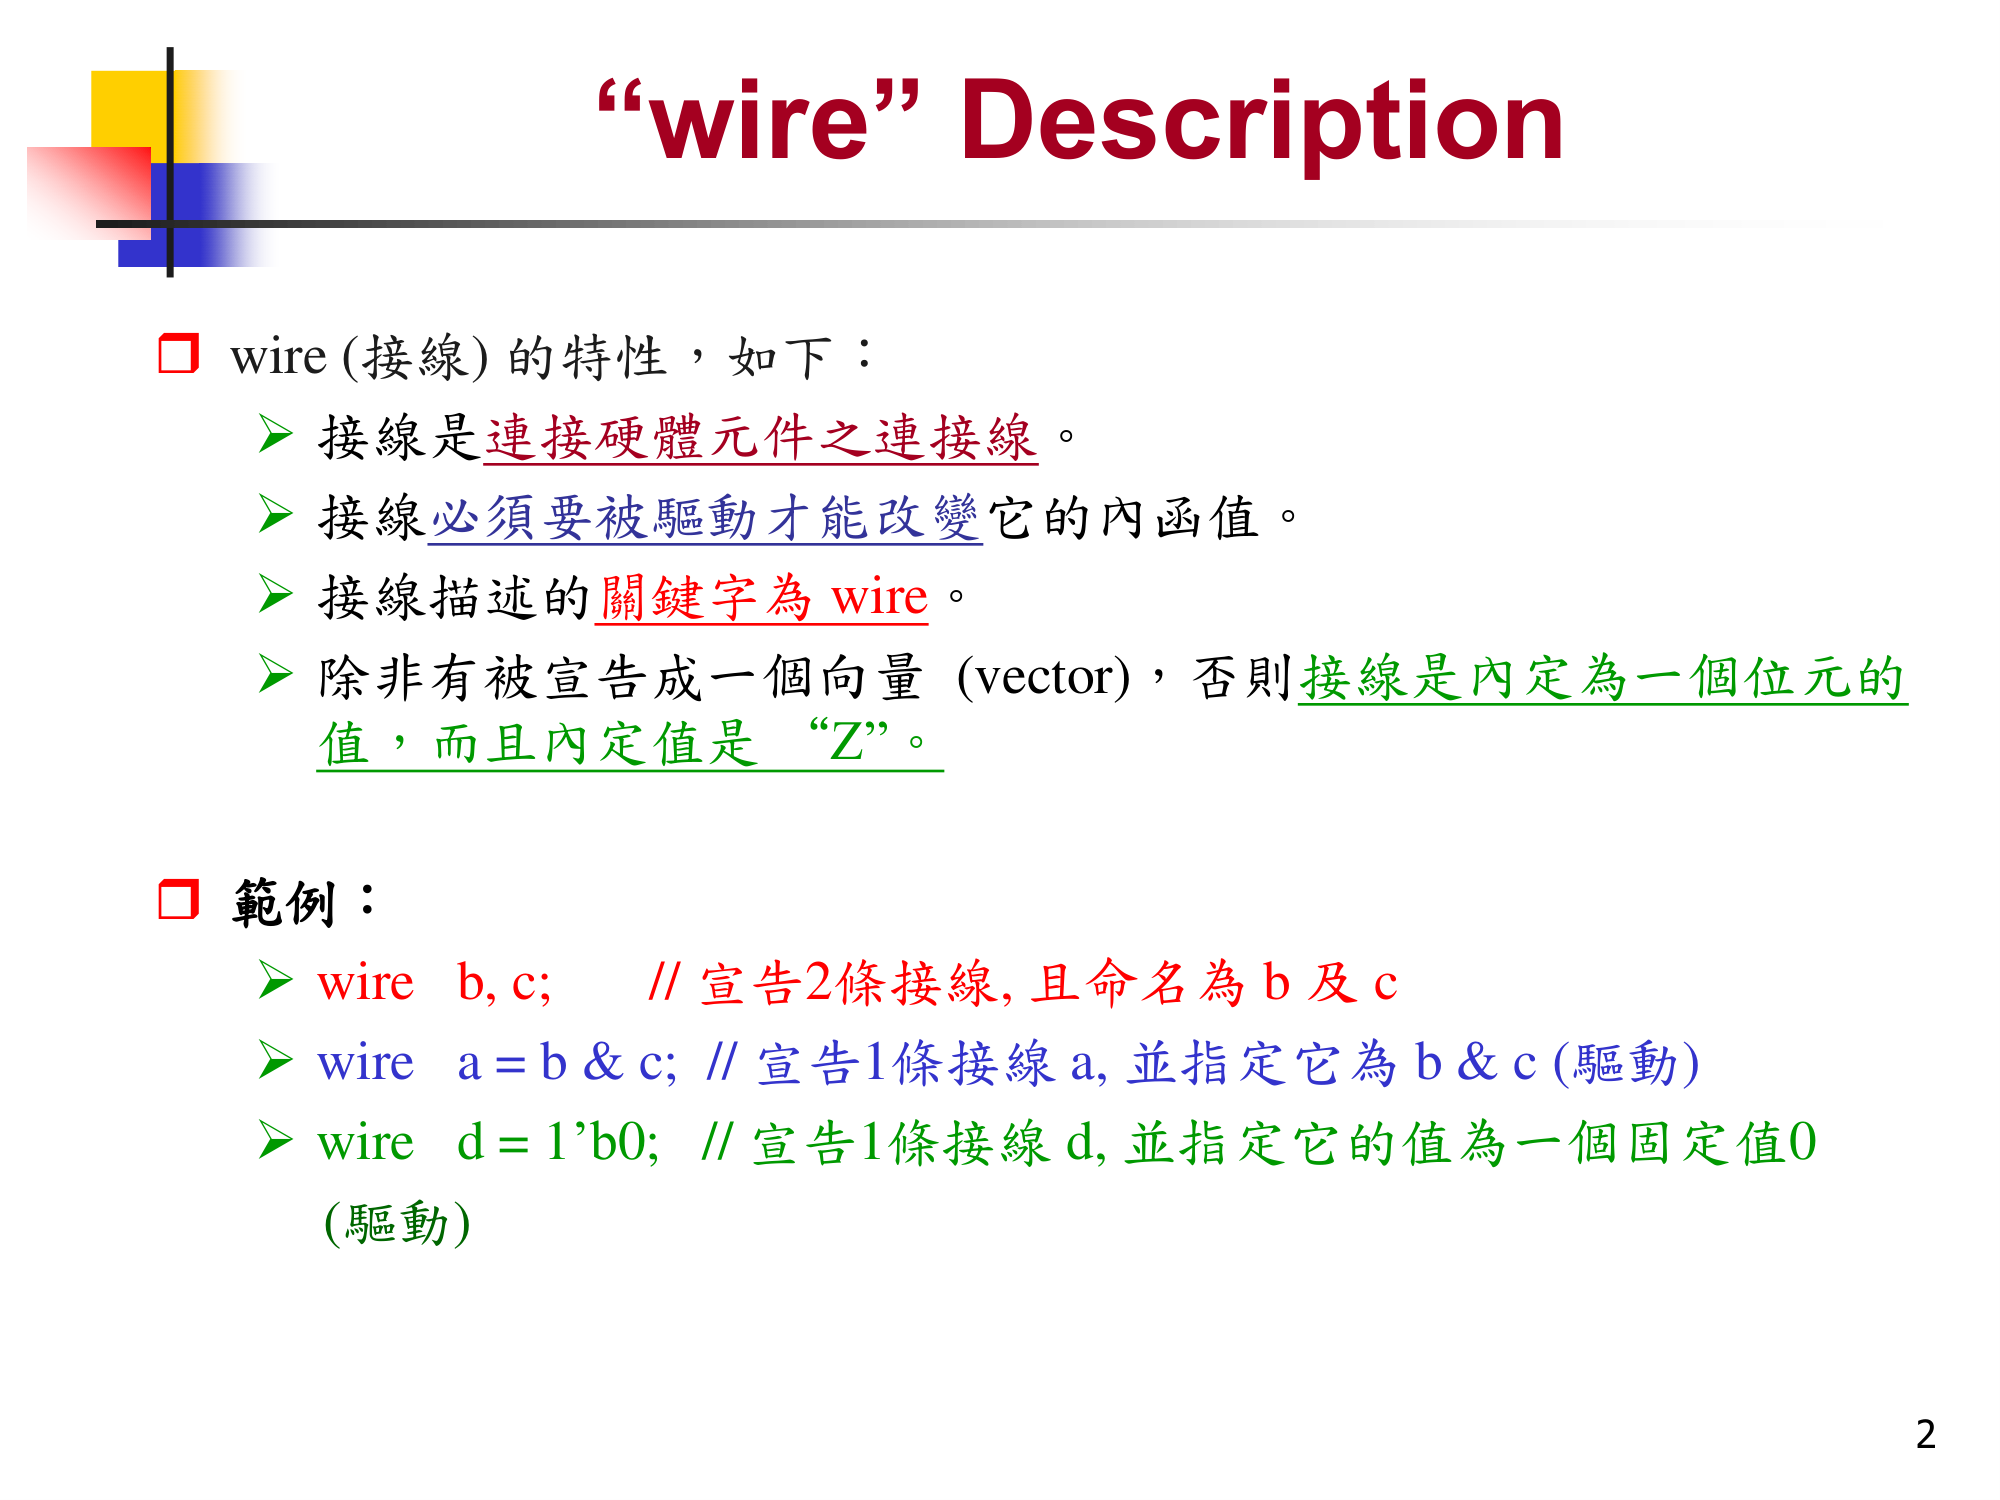 “wire” Description
wire (接線) 的特性，如下：
接線是連接硬體元件之連接線。
接線必須要被驅動才能改變它的內函值。
接線描述的關鍵字為 wire。
除非有被宣告成一個向量 (vector)，否則接線是內定為一個位元的
值，而且內定值是 “Z”。
範例：
wire b, c; // 宣告2條接線, 且命名為 b 及 c
wire a = b & c; // 宣告1條接線 a, 並指定它為 b & c (驅動)
wire d = 1’b0; // 宣告1條接線 d, 並指定它的值為一個固定值0
(驅動)
2